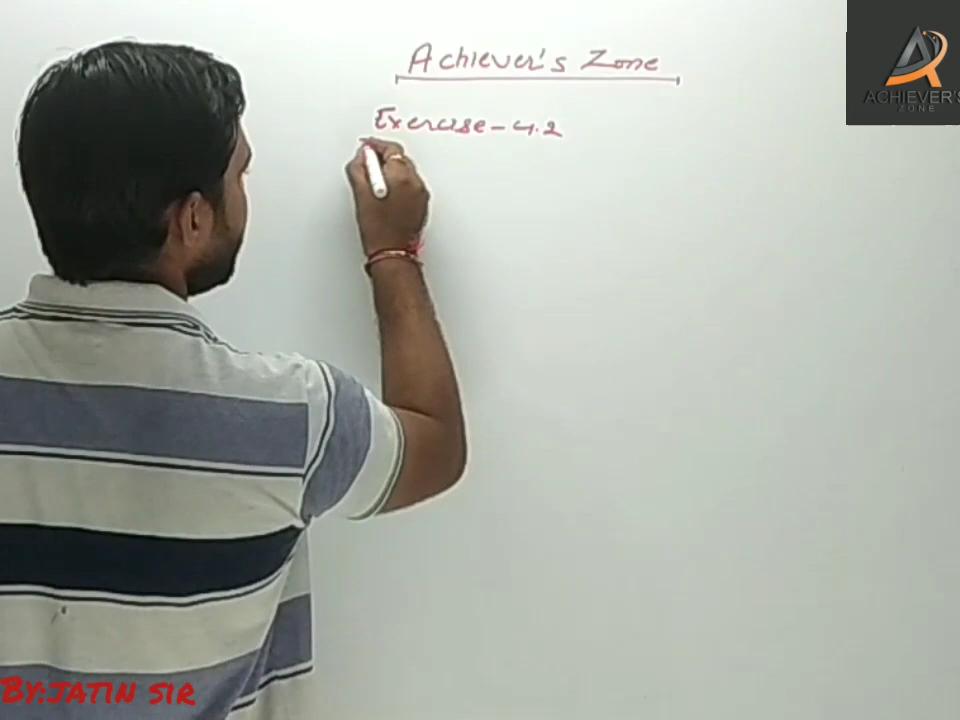 Achiever's Zone
ACHIEVER'S
ZONE
Exercise-4.2
BY:JATIN SIR